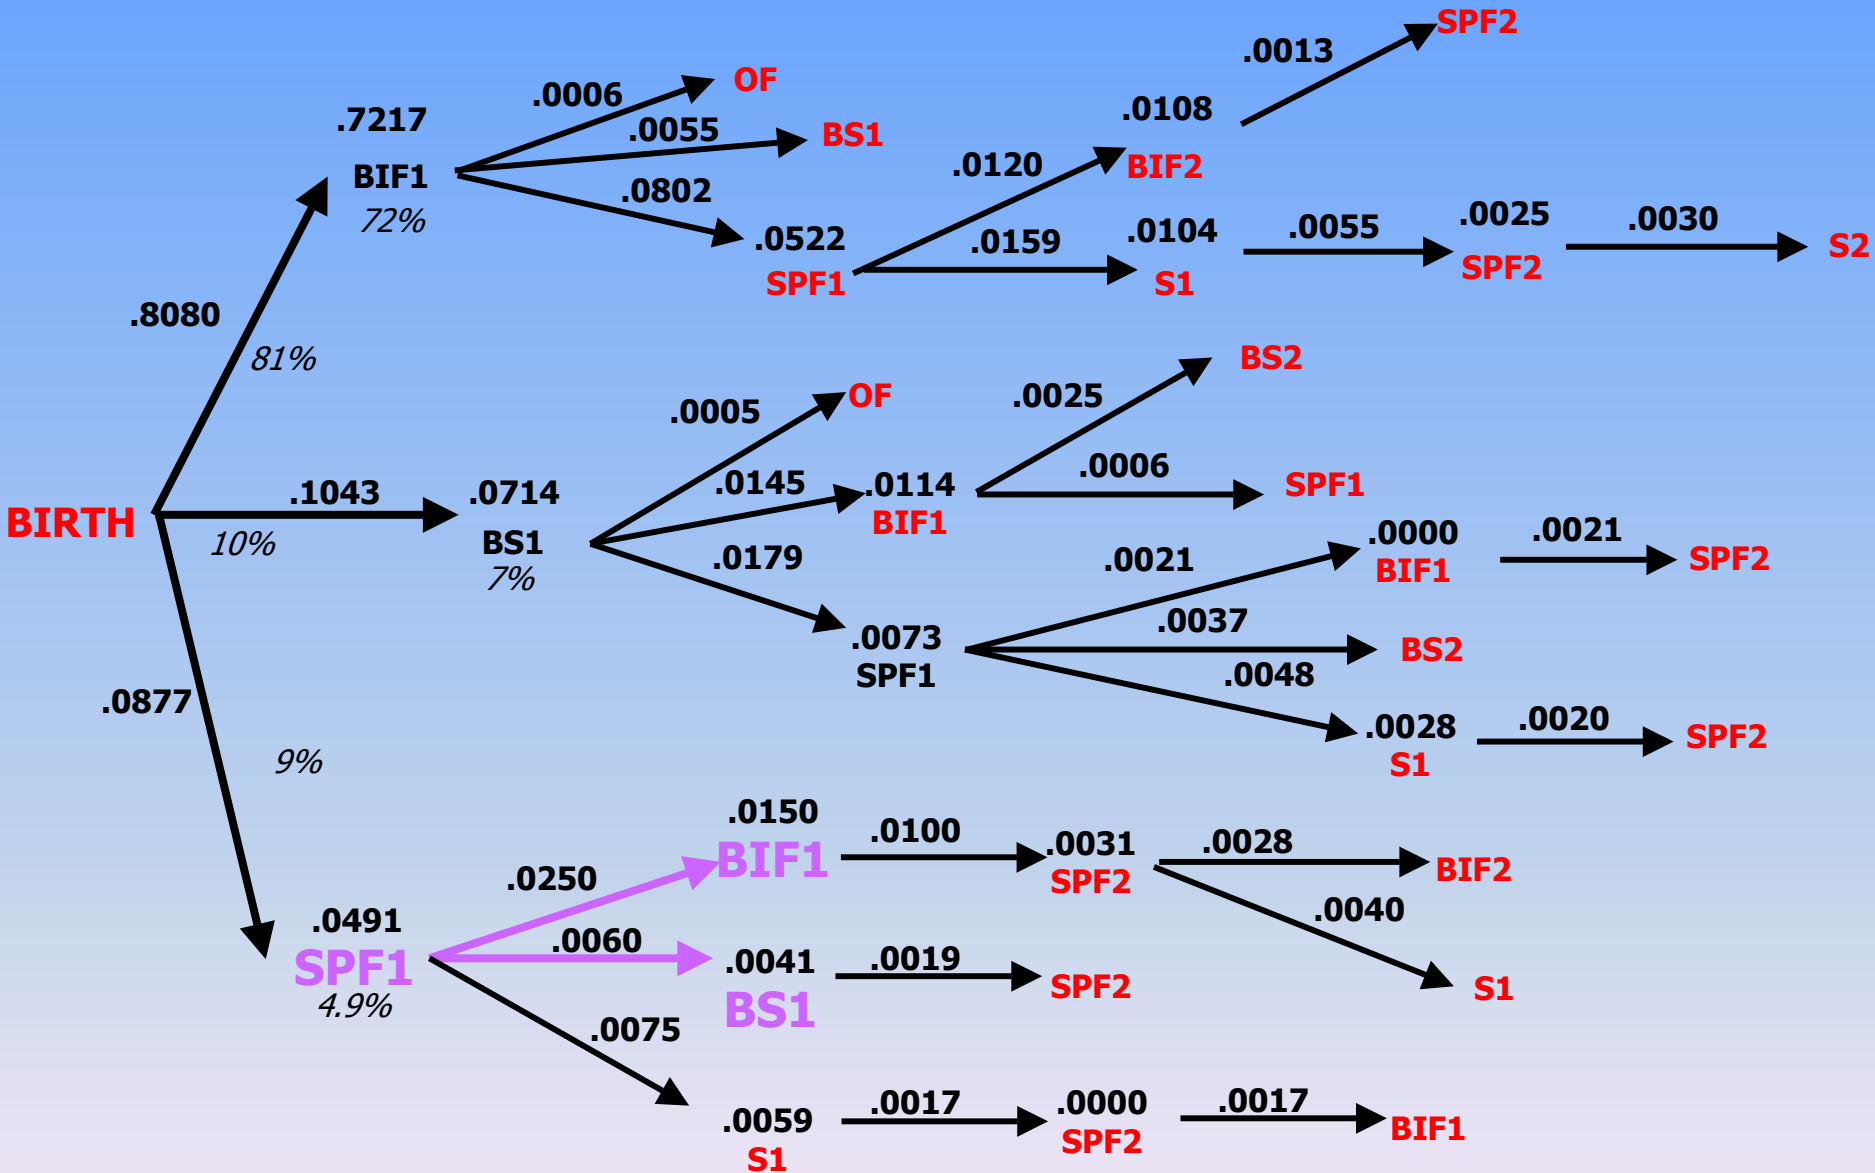 SPF2
.0013
OF
.0006
.7217
.0108
.0055
BS1
BIF1
.0120
BIF2
72%
.0802
.0522
SPF1
.0159
.0104
S1
.0055
.0025
SPF2
.0030
S2
.8080
81%
BS2
.0005
OF
.0025
.0145
.0114
BIF1
.0006
SPF1
BIRTH
.1043
10%
.0714
BS1
7%
.0179
.0021
.0000
BIF1
.0021
SPF2
.0073
SPF1
.0037
BS2
.0048
.0028
S1
.0020
SPF2
.0877
9%
.0150
BIF1
.0100
.0031
SPF2
.0028
BIF2
.0250
.0040
S1
.0491
SPF1
4.9%
.0060
.0041
BS1
.0019
SPF2
.0075
.0059
S1
.0017
.0000
SPF2
.0017
BIF1